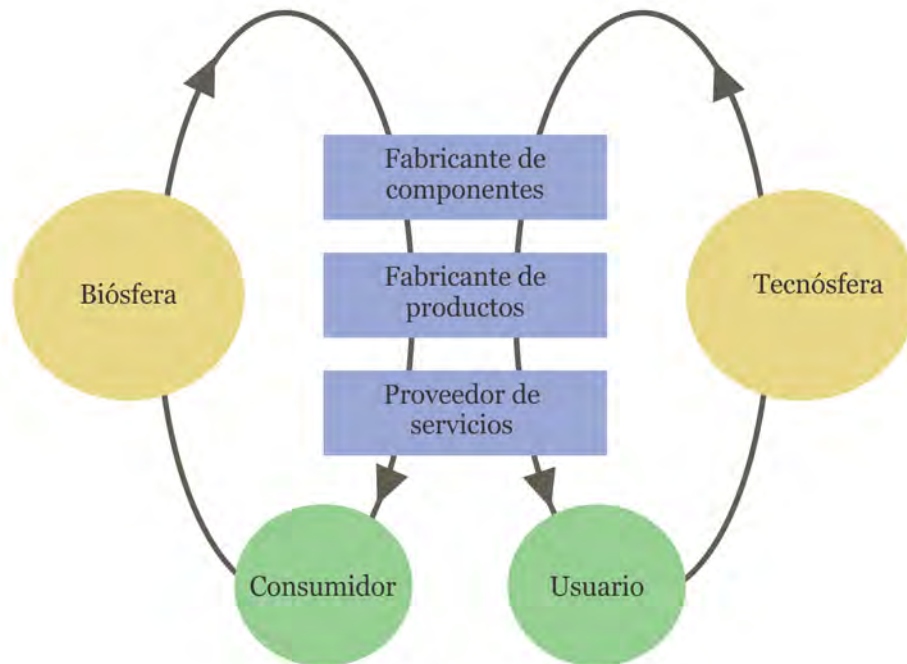 Fabricante de
componentes
Biósfera
Fabricante de
productos
Tecnósfera
Proveedor de
servicios
Consumidor
Usuario